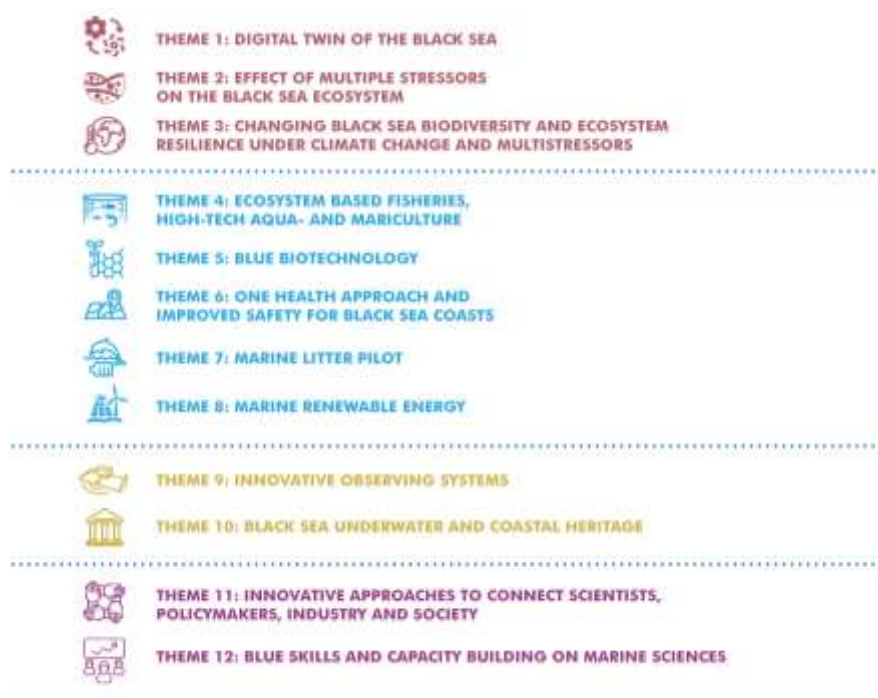 THEME 1: DIGITAL TWIN OF THE BLACK SEA
THEME 2: EFFECT OF MULTIPLE STRESSORS
ON THE BLACK SEA ECOSYSTEM
THEME 3: CHANGING BLACK SEA BIODIVERSITY AND ECOSYSTEM
RESILIENCE UNDER CLIMATE CHANGE AND MULTISTRESSORS
THEME 4: ECOSYSTEM BASED FISHERIES,
HIGH-TECH AQUA- AND MARICULTURE
THEME 5: BLUE BIOTECHNOLOGY
THEME 6: ONE HEALTH APPROACH AND
IMPROVED SAFETY FOR BLACK SEA COASTS
THEME 7: MARINE LITTER PILOT
THEME 8: MARINE RENEWABLE ENERGY
THEME 9: INNOVATIVE OBSERVING SYSTEMS
THEME 10: BLACK SEA UNDERWATER AND COASTAL HERITAGE
THEME 11: INNOVATIVE APPROACHES TO CONNECT SCIENTISTS,
POLICYMAKERS, INDUSTRY AND SOCIETY
THEME 12: BLUE SKILLS AND CAPACITY BUILDING ON MARINE SCIENCES